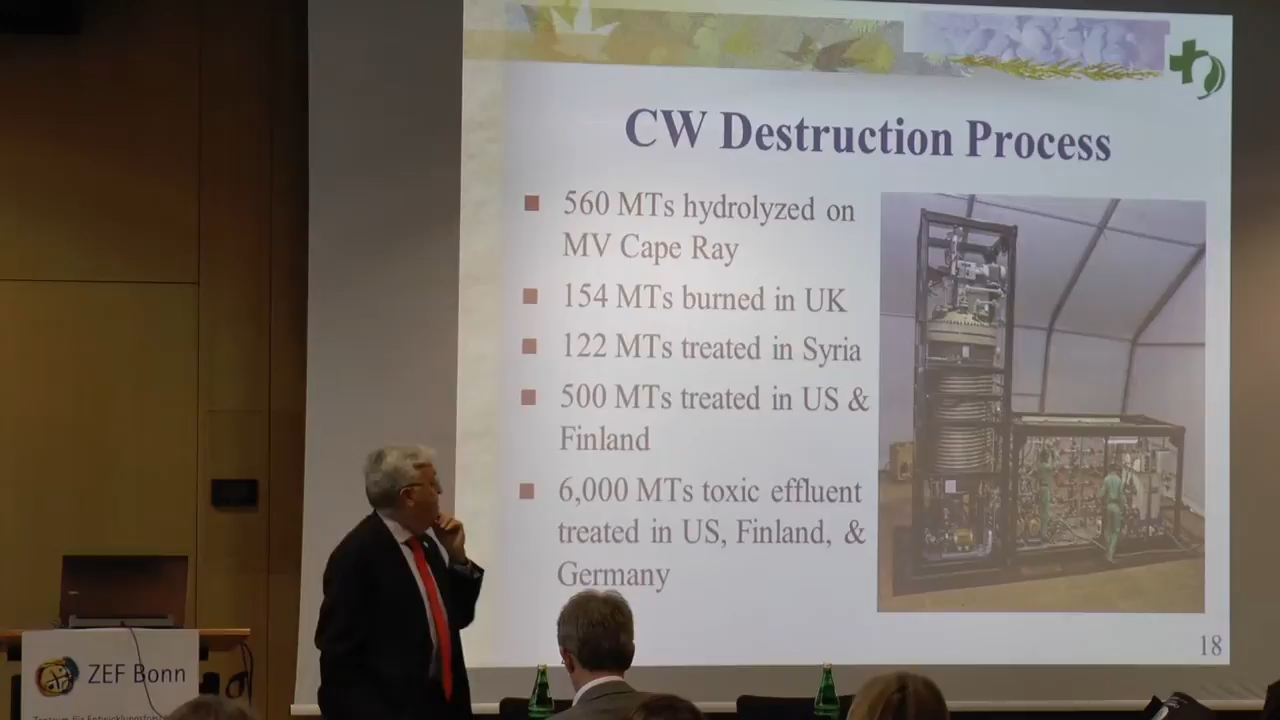 CW Destruction Process
560 MTs hydrolyzed on
MV Cape Ray
154 MTs burned in UK
122 MTs treated in Syria
500 MTs treated in US &
Finland
6,000 MTs toxic effluent
treated in US, Finland, &
Germany
18
ZEF Bonn